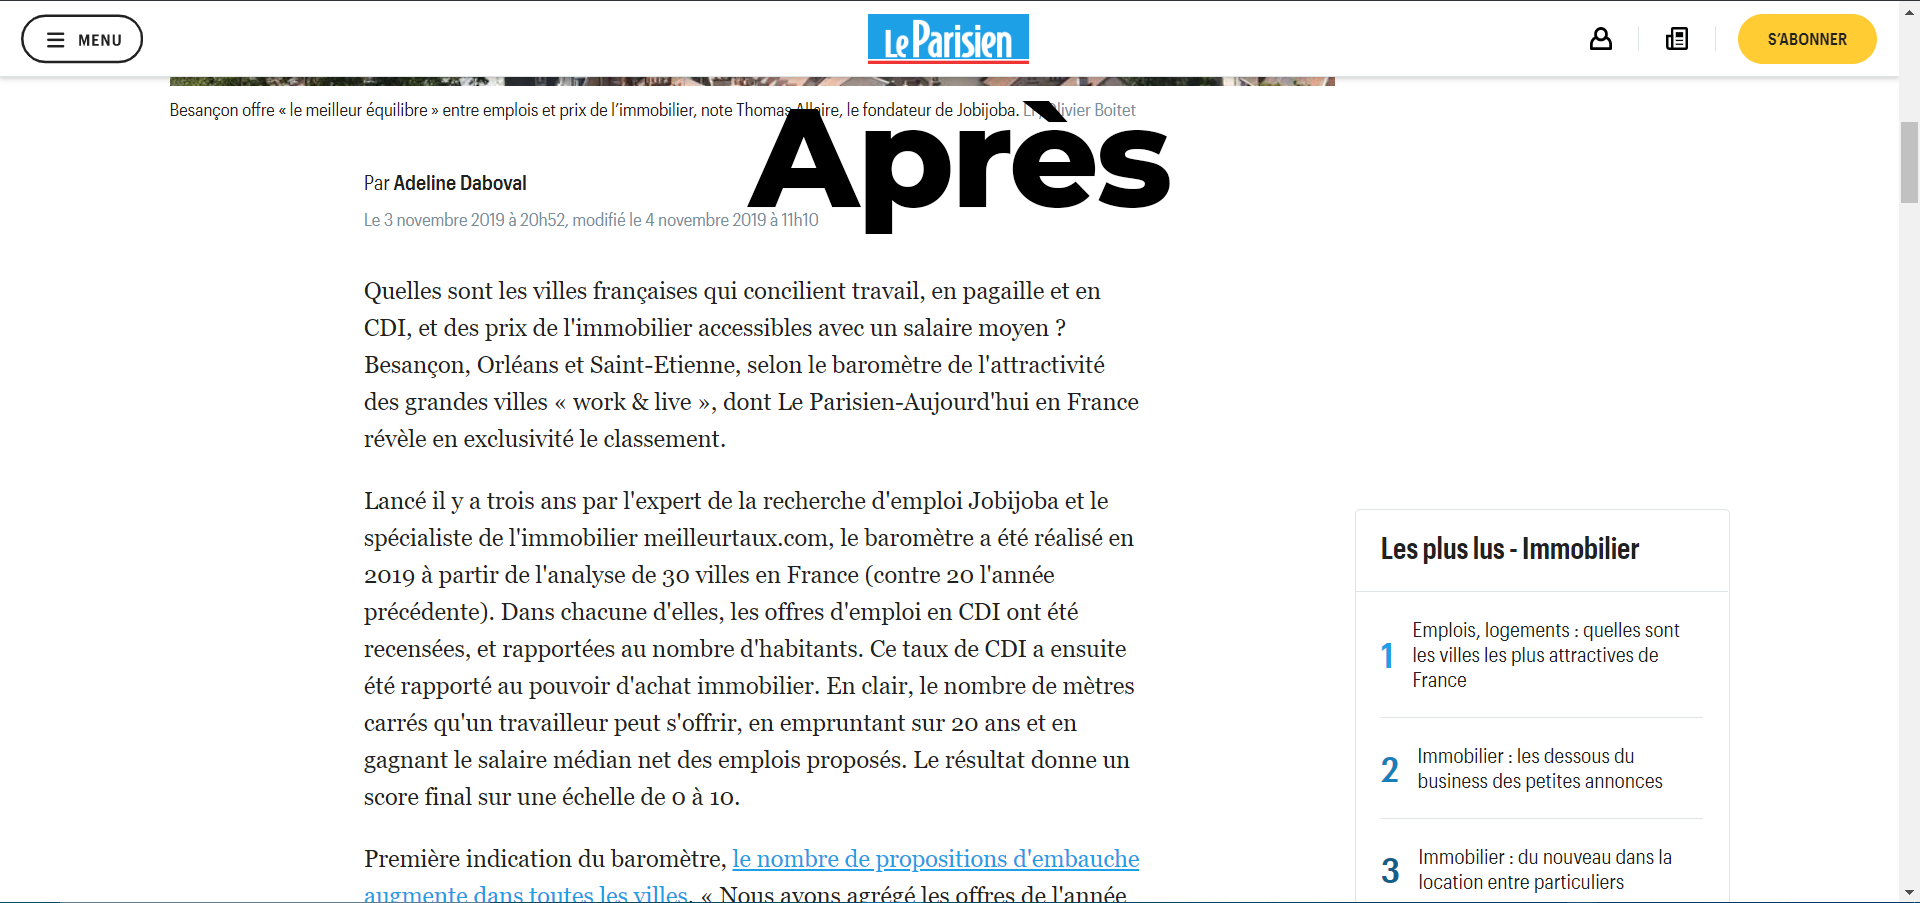 MENU
Le Parisien
S'ABONNER
Besançon offre « le meilleur équilibre » entre emplois et prix de l'immobilier, note Thomas Allaire, le fondateur de Jobijoba. LP/Olivier Boitet
Après
Par Adeline Daboval
Le 3 novembre 2019 à 20h52, modifié le 4 novembre 2019 à 11h10
Quelles sont les villes françaises qui concilient travail, en pagaille et en
CDI, et des prix de l'immobilier accessibles avec un salaire moyen ?
Besançon, Orléans et Saint-Etienne, selon le baromètre de l'attractivité
des grandes villes « work & live », dont Le Parisien-Aujourd'hui en France
révèle en exclusivité le classement.
Lancé il y a trois ans par l'expert de la recherche d'emploi Jobijoba et le
spécialiste de l'immobilier meilleurtaux.com, le baromètre a été réalisé en
2019 à partir de l'analyse de 30 villes en France (contre 20 l'année
précédente). Dans chacune d'elles, les offres d'emploi en CDI ont été
recensées, et rapportées au nombre d'habitants. Ce taux de CDI a ensuite
été rapporté au pouvoir d'achat immobilier. En clair, le nombre de mètres
carrés qu'un travailleur peut s'offrir, en empruntant sur 20 ans et en
gagnant le salaire médian net des emplois proposés. Le résultat donne un
score final sur une échelle de 0 à 10.
Première indication du baromètre, le nombre de propositions d'embauche
augmente dans toutes les villes. « Nous avons agrégé les offres de l'année
Les plus lus - Immobilier
1 Emplois, logements : quelles sont
les villes les plus attractives de
France
2 Immobilier : les dessous du
business des petites annonces
3 Immobilier : du nouveau dans la
location entre particuliers